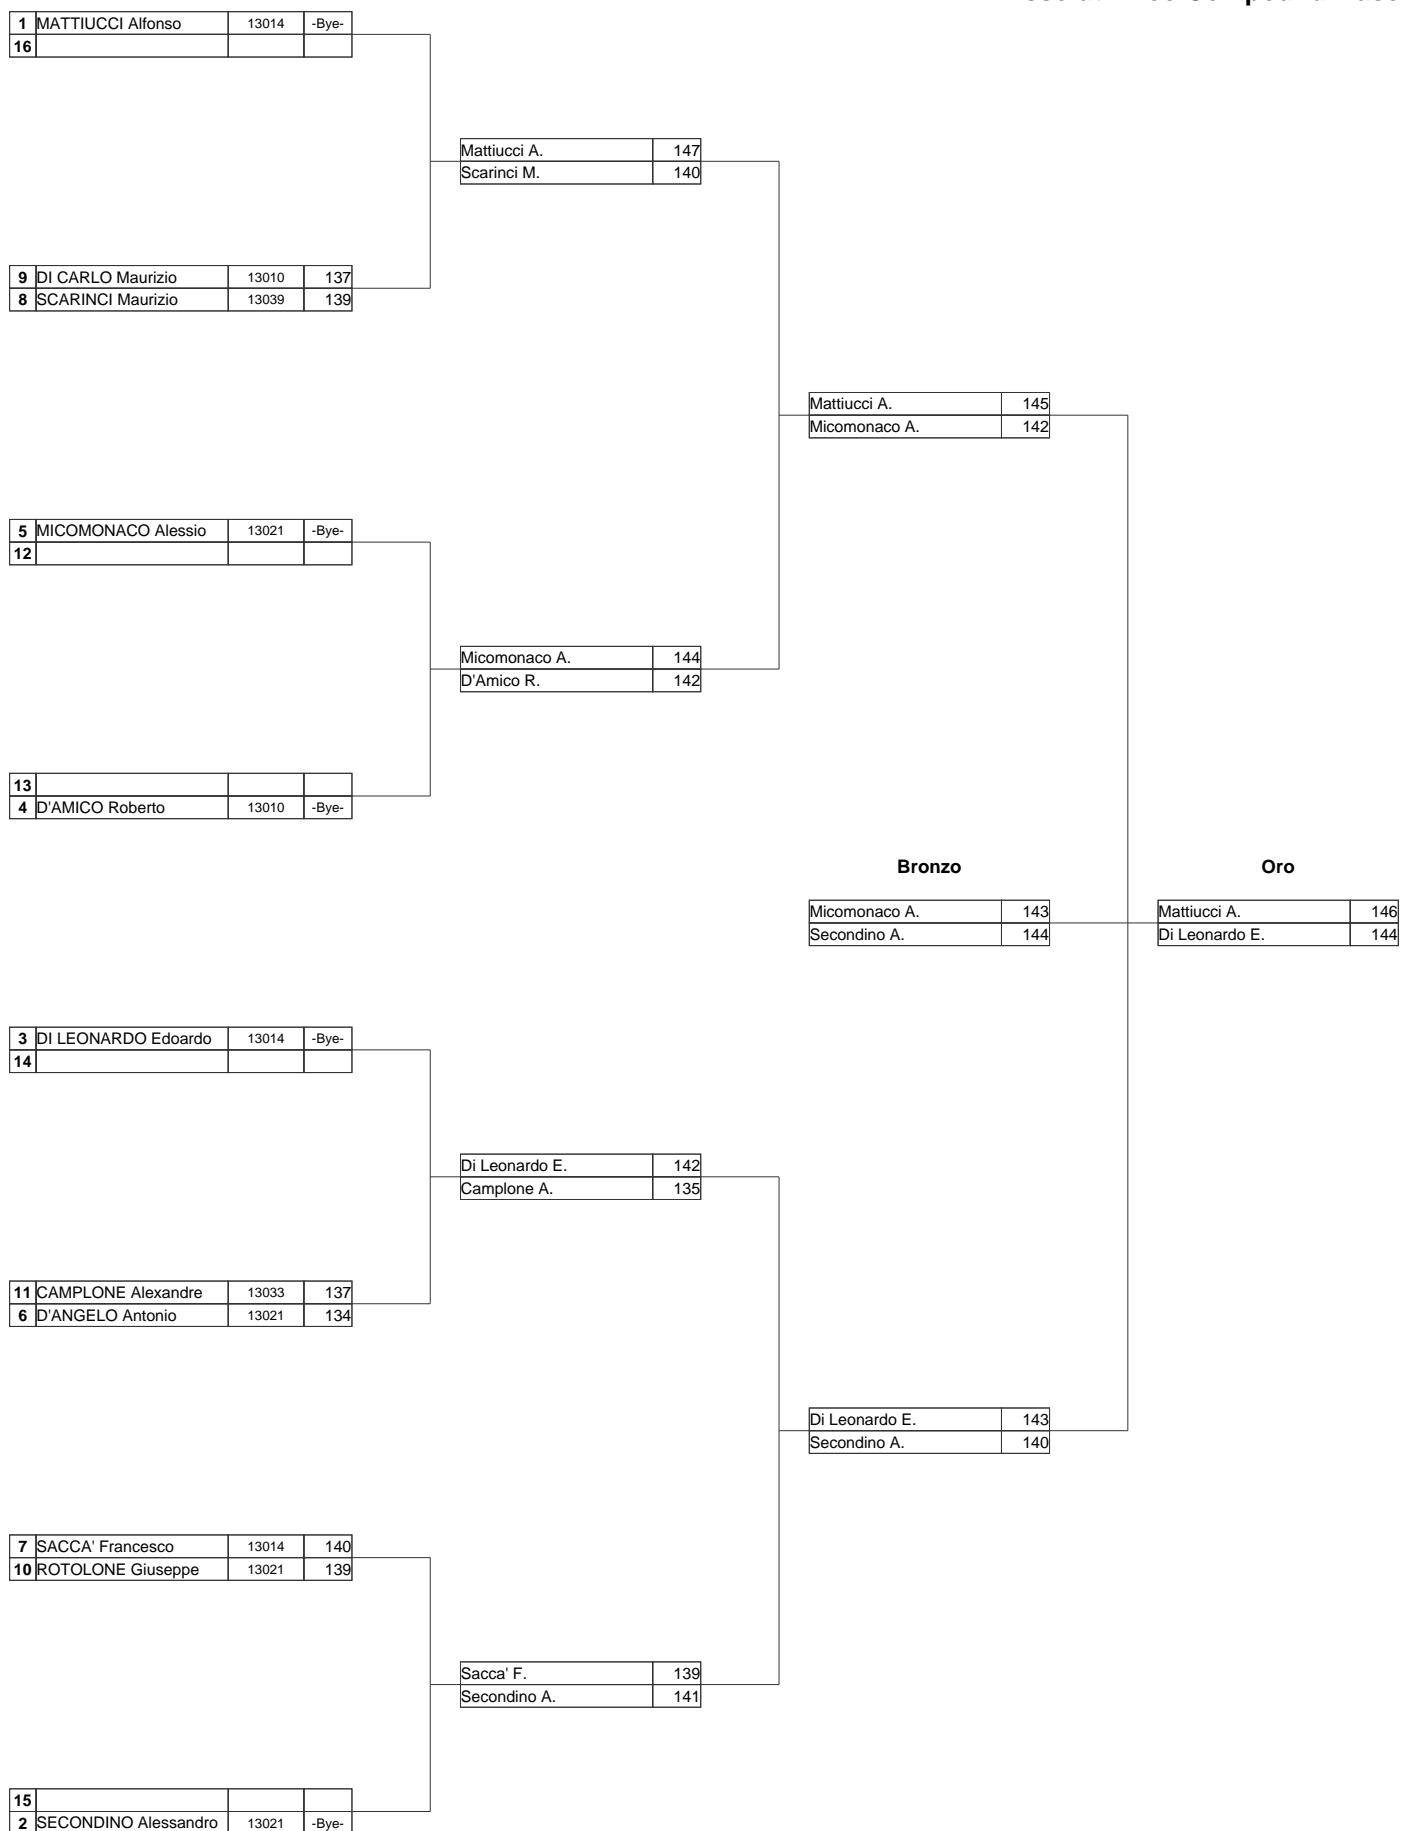 1 MATTIUCCI Alfonso 13014 -Bye-
16
Mattiucci A. 147
Scarinci M. 140
9 DI CARLO Maurizio 13010 137
8 SCARINCI Maurizio 13039 139
Mattiucci A. 145
Micomonaco A. 142
5 MICOMONACO Alessio 13021 -Bye-
12
Micomonaco A. 144
D'Amico R. 142
13
4 D'AMICO Roberto 13010 -Bye-
Bronzo Oro
Micomonaco A. 143 Mattiucci A. 146
Secondino A. 144 Di Leonardo E. 144
3 DI LEONARDO Edoardo 13014 -Bye-
14
Di Leonardo E. 142
Camplone A. 135
11 CAMPLONE Alexandre 13033 137
6 D'ANGELO Antonio 13021 134
Di Leonardo E. 143
Secondino A. 140
7 SACCA' Francesco 13014 140
10 ROTOLONE Giuseppe 13021 139
Sacca' F. 139
Secondino A. 141
15
2 SECONDINO Alessandro 13021 -Bye-